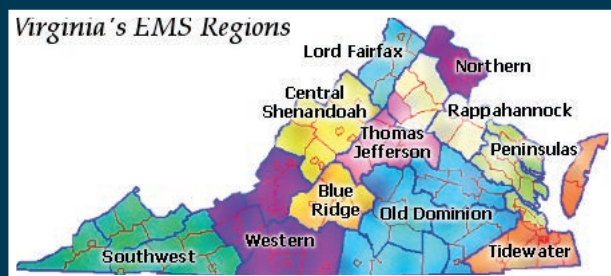 Virginia's EMS Regions
Lord Fairfax
Northern
Central
Shenandoah
Rappahannock
Thomas
Jefferson
Peninsulas
Blue
Ridge
Old Dominion
Western
Southwest
Tidewater